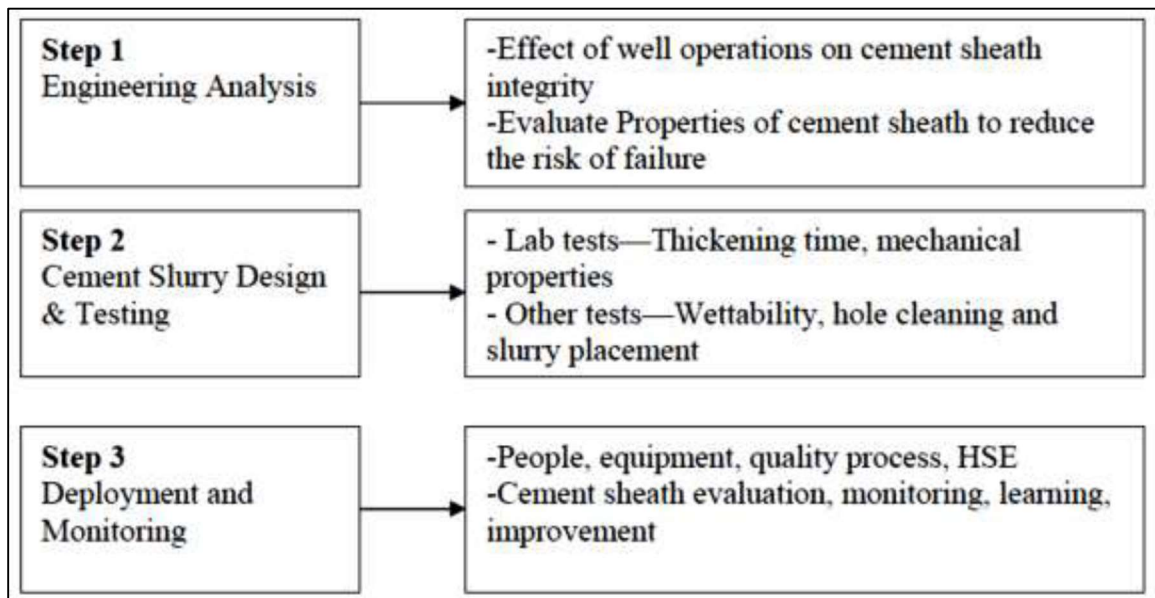 Step 1
Engineering Analysis
-Effect of well operations on cement sheath
integrity
-Evaluate Properties of cement sheath to reduce
the risk of failure
Step 2
Cement Slurry Design
& Testing
- Lab tests—Thickening time, mechanical
properties
- Other tests—Wettability, hole cleaning and
slurry placement
Step 3
Deployment and
Monitoring
-People, equipment, quality process, HSE
-Cement sheath evaluation, monitoring, learning,
improvement